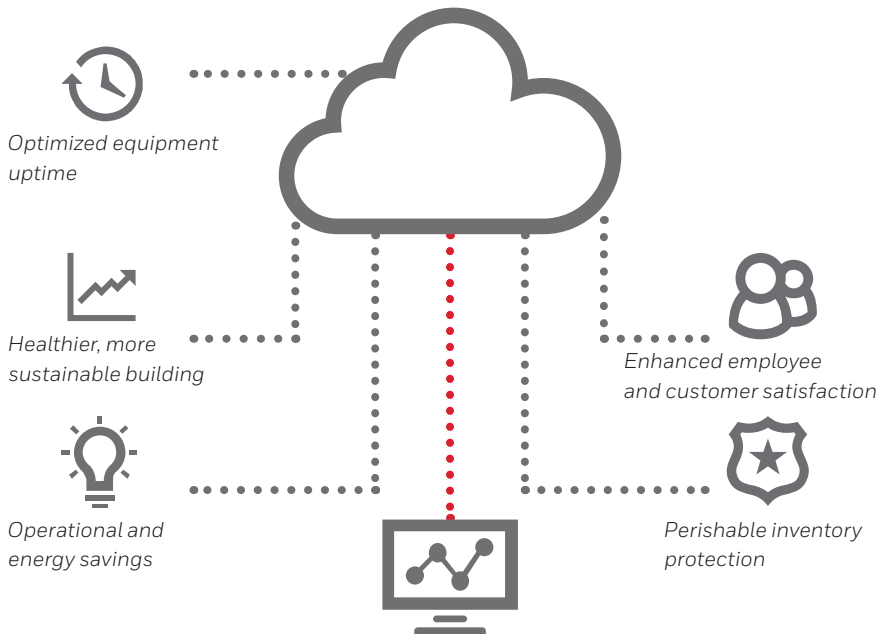 Optimized equipment
uptime
Healthier, more
sustainable building
Enhanced employee
and customer satisfaction
Operational and
energy savings
Perishable inventory
protection